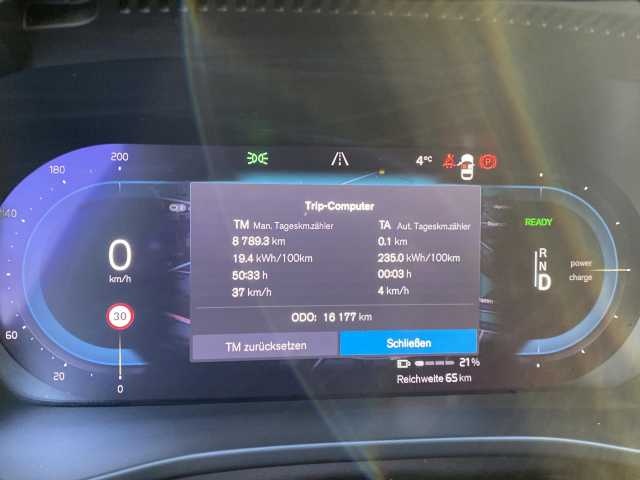 200
180
4°C
140
Trip-Computer
TM Man. Tageskm.zähler
TA Aut. Tageskm.zähler
8 789.3 km
0.1 km
19.4 kWh/100km
235.0 kWh/100km
50:33 h
00:03 h
37 km/h
4 km/h
ODO: 16 177 km
TM zurücksetzen
Schließen
0
km/h
30
60
20
0
READY
R
N
D
power
charge
P
21%
Reichweite 65 km